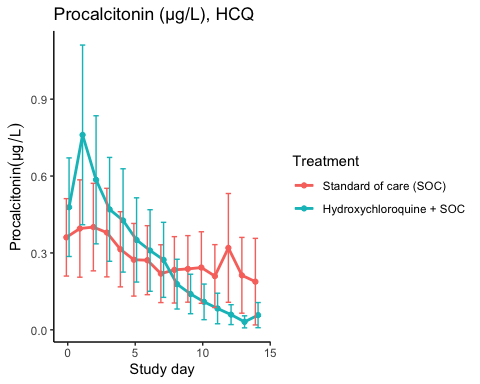 Procalcitonin (µg/L), HCQ
Procalcitonin(µg/L)
0.9
0.6
0.3
0.0
0 5 10 15
Study day
Treatment
Standard of care (SOC)
Hydroxychloroquine + SOC